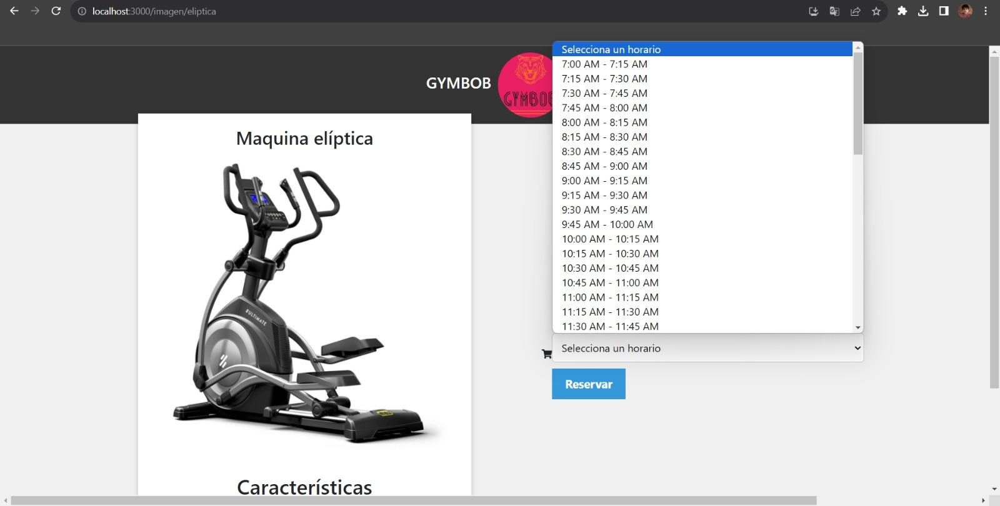 localhost:3000/imagen/eliptica
GYMBOB
GYMBOB
Maquina elíptica
SULTIMATE
Características
Selecciona un horario
7:00 AM - 7:15 AM
7:15 AM - 7:30 AM
7:30 AM - 7:45 AM
7:45 AM - 8:00 AM
8:00 AM - 8:15 AM
8:15 AM - 8:30 AM
8:30 AM - 8:45 AM
8:45 AM - 9:00 AM
9:00 AM - 9:15 AM
9:15 AM - 9:30 AM
9:30 AM - 9:45 AM
9:45 AM - 10:00 AM
10:00 AM - 10:15 AM
10:15 AM - 10:30 AM
10:30 AM - 10:45 AM
10:45 AM - 11:00 AM
11:00 AM - 11:15 AM
11:15 AM - 11:30 AM
11:30 AM - 11:45 AM
Selecciona un horario
Reservar